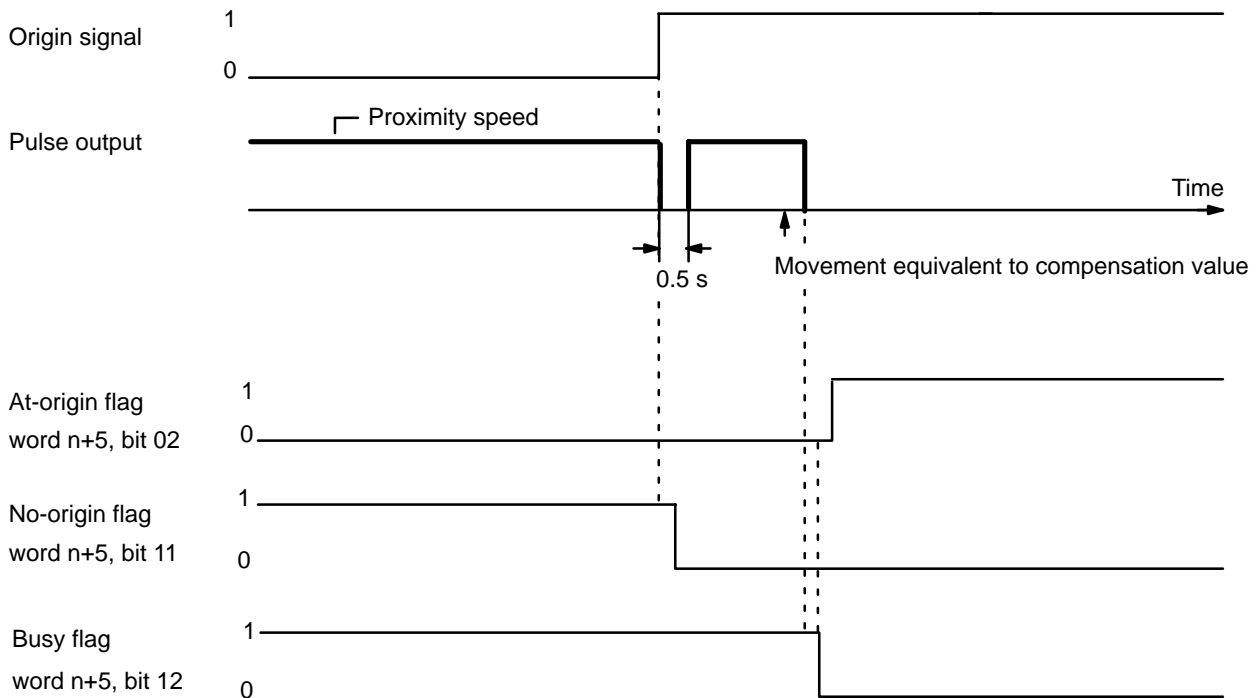 1
Origin signal
0
Proximity speed
Pulse output
Time
0.5 s
Movement equivalent to compensation value
1
At-origin flag
word n+5, bit 02
0
1
No-origin flag
word n+5, bit 11
0
1
Busy flag
word n+5, bit 12
0